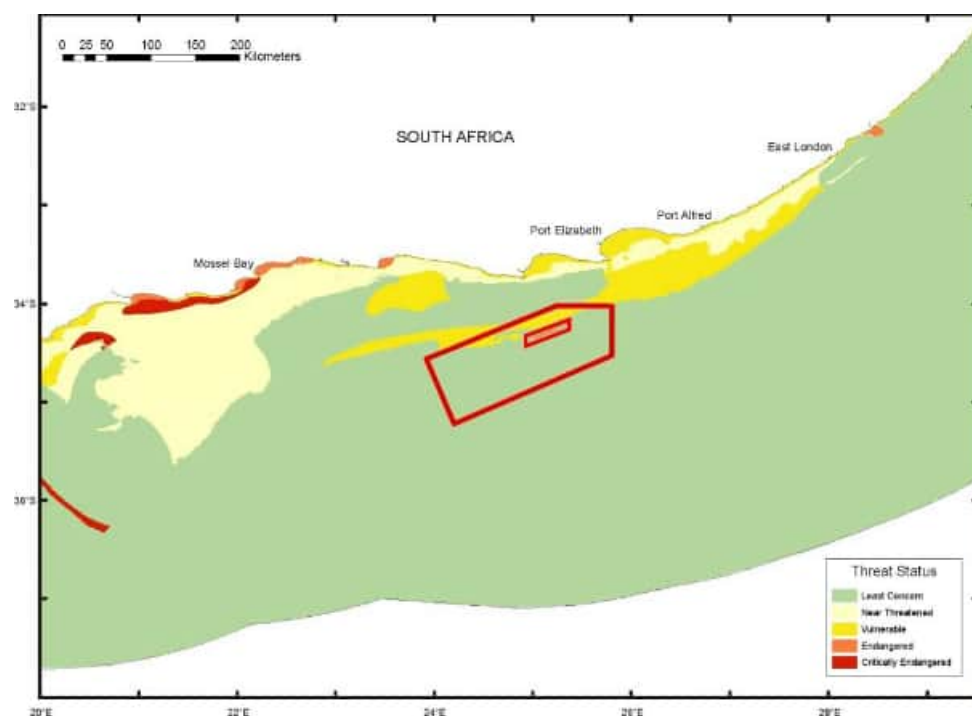 0 25 50 100 150 200
Kilometers
32°S
SOUTH AFRICA
East London
Port Alfred
Port Elizabeth
Mossel Bay
34°S
36°S
Threat Status
Least Concern
Near Threatened
Vulnerable
Endangered
Critically Endangered
20°E 22°E 24°E 26°E 28°E